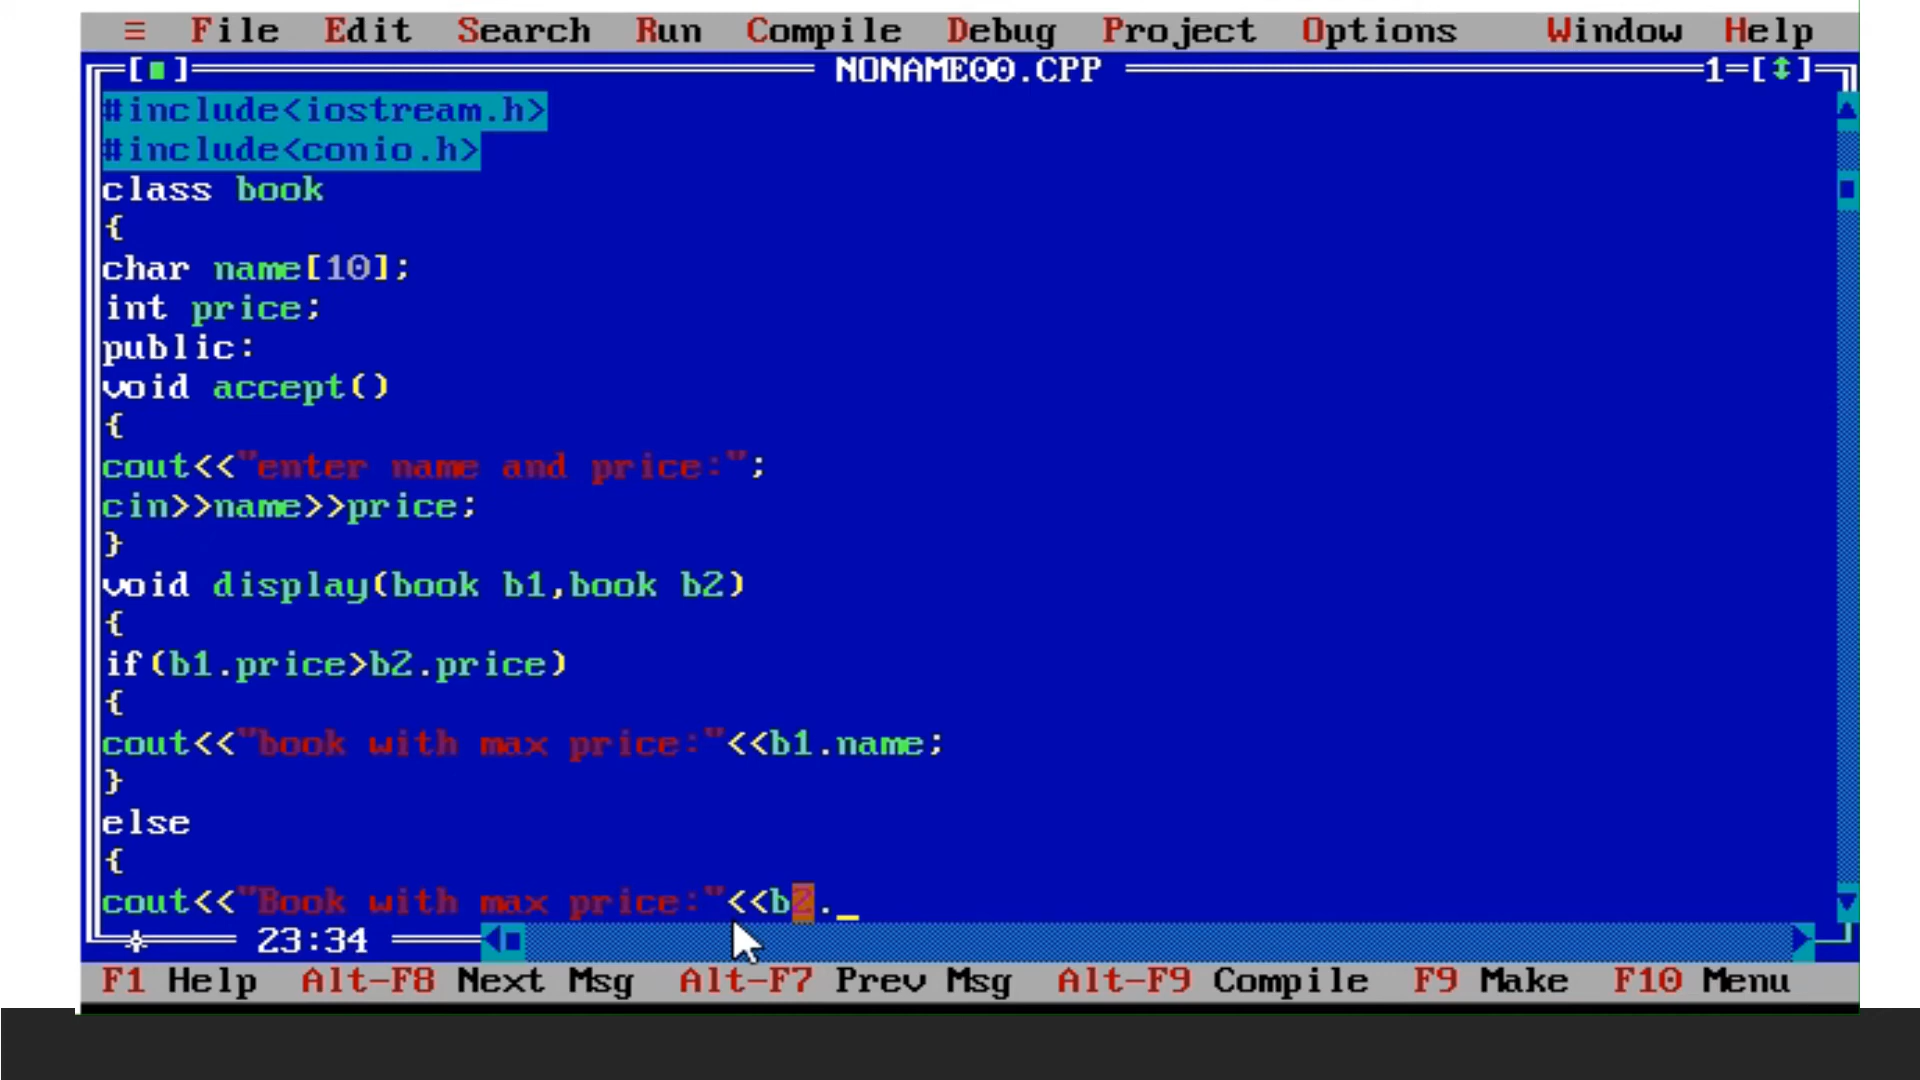 ≡ File Edit Search Run Compile Debug Project Options Window Help
[■] NONAME00.CPP 1=[↕]
#include<iostream.h>
#include<conio.h>
class book
{
char name[10];
int price;
public:
void accept()
{
cout<<"enter name and price:";
cin>>name>>price;
}
void display(book b1,book b2)
{
if(b1.price>b2.price)
{
cout<<"book with max price:"<<b1.name;
}
else
{
cout<<"Book with max price:"<<b2._
23:34
F1 Help Alt-F8 Next Msg Alt-F7 Prev Msg Alt-F9 Compile F9 Make F10 Menu